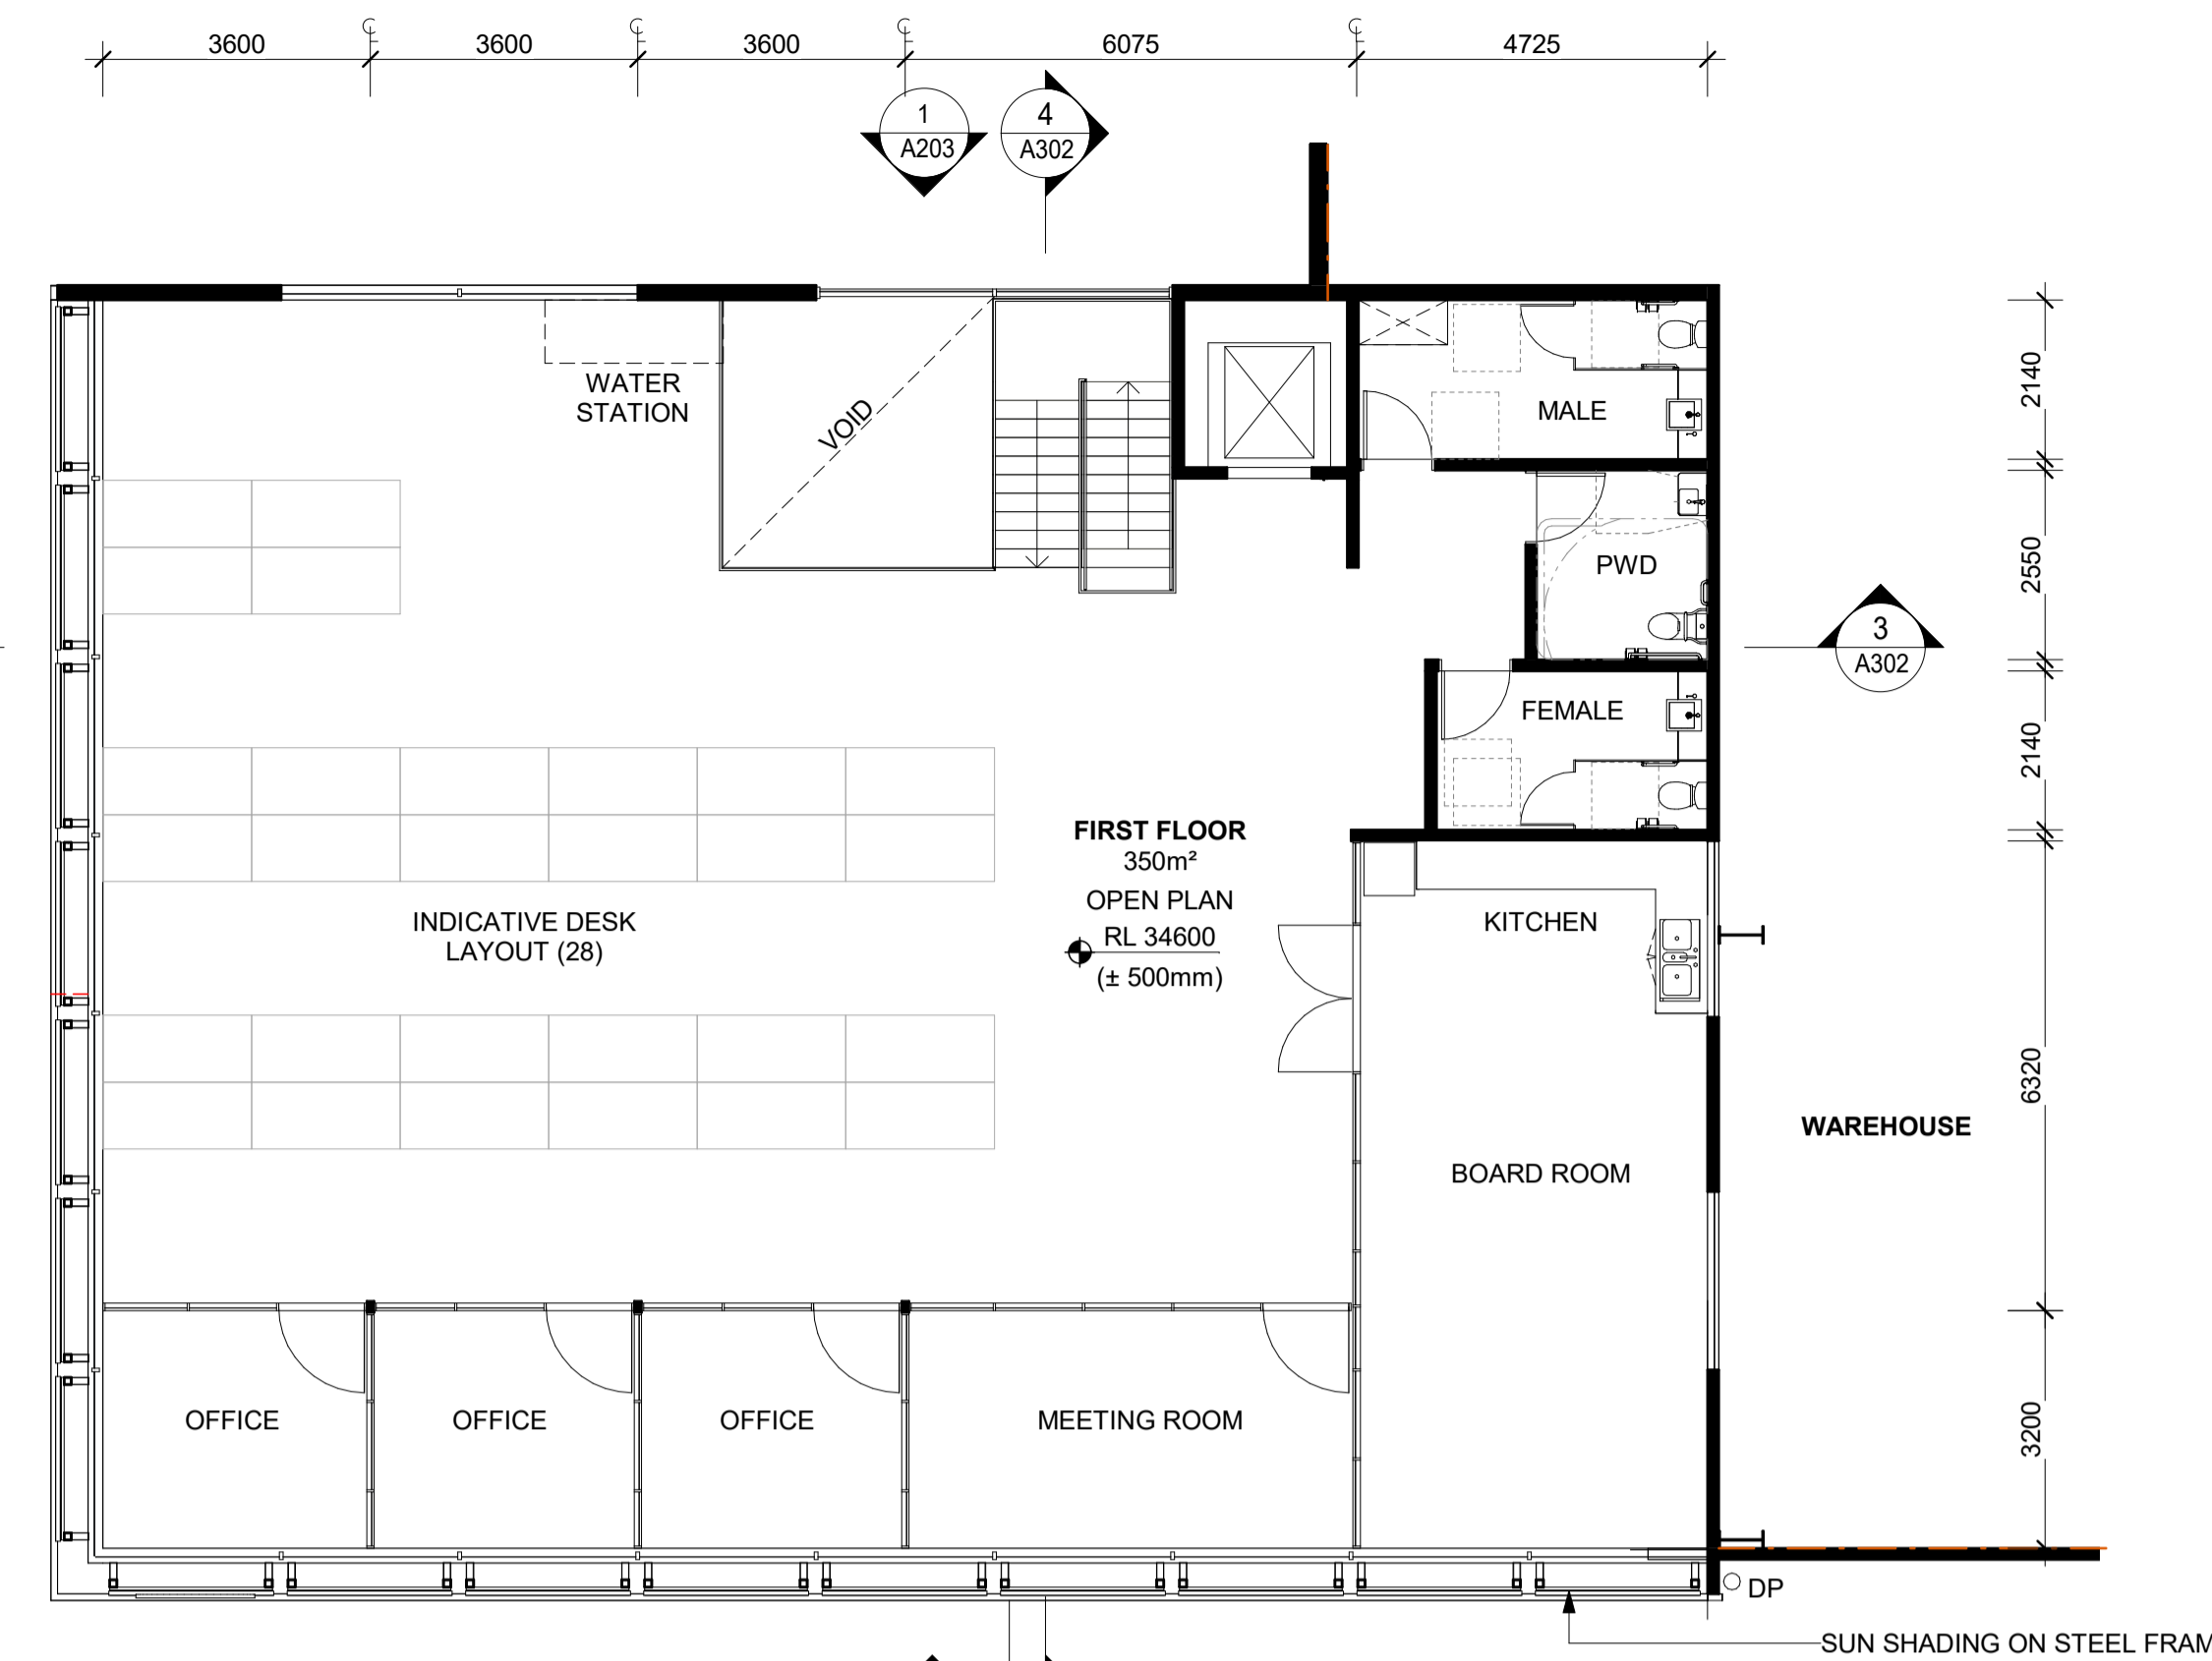 3600
3600
3600
6075
4725
1
A203
4
A302
WATER
STATION
VOID
MALE
2140
PWD
2550
3
A302
FEMALE
2140
FIRST FLOOR
350m²
OPEN PLAN
RL 34600
(± 500mm)
INDICATIVE DESK
LAYOUT (28)
KITCHEN
6320
WAREHOUSE
BOARD ROOM
OFFICE
OFFICE
OFFICE
MEETING ROOM
3200
DP
SUN SHADING ON STEEL FRAM